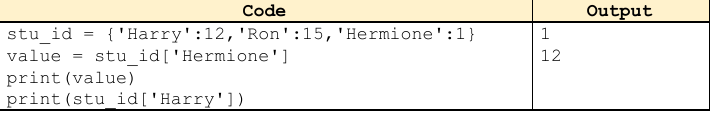 Code Output
stu_id = {'Harry':12,'Ron':15,'Hermione':1} 1
value = stu_id['Hermione'] 12
print(value)
print(stu_id['Harry'])